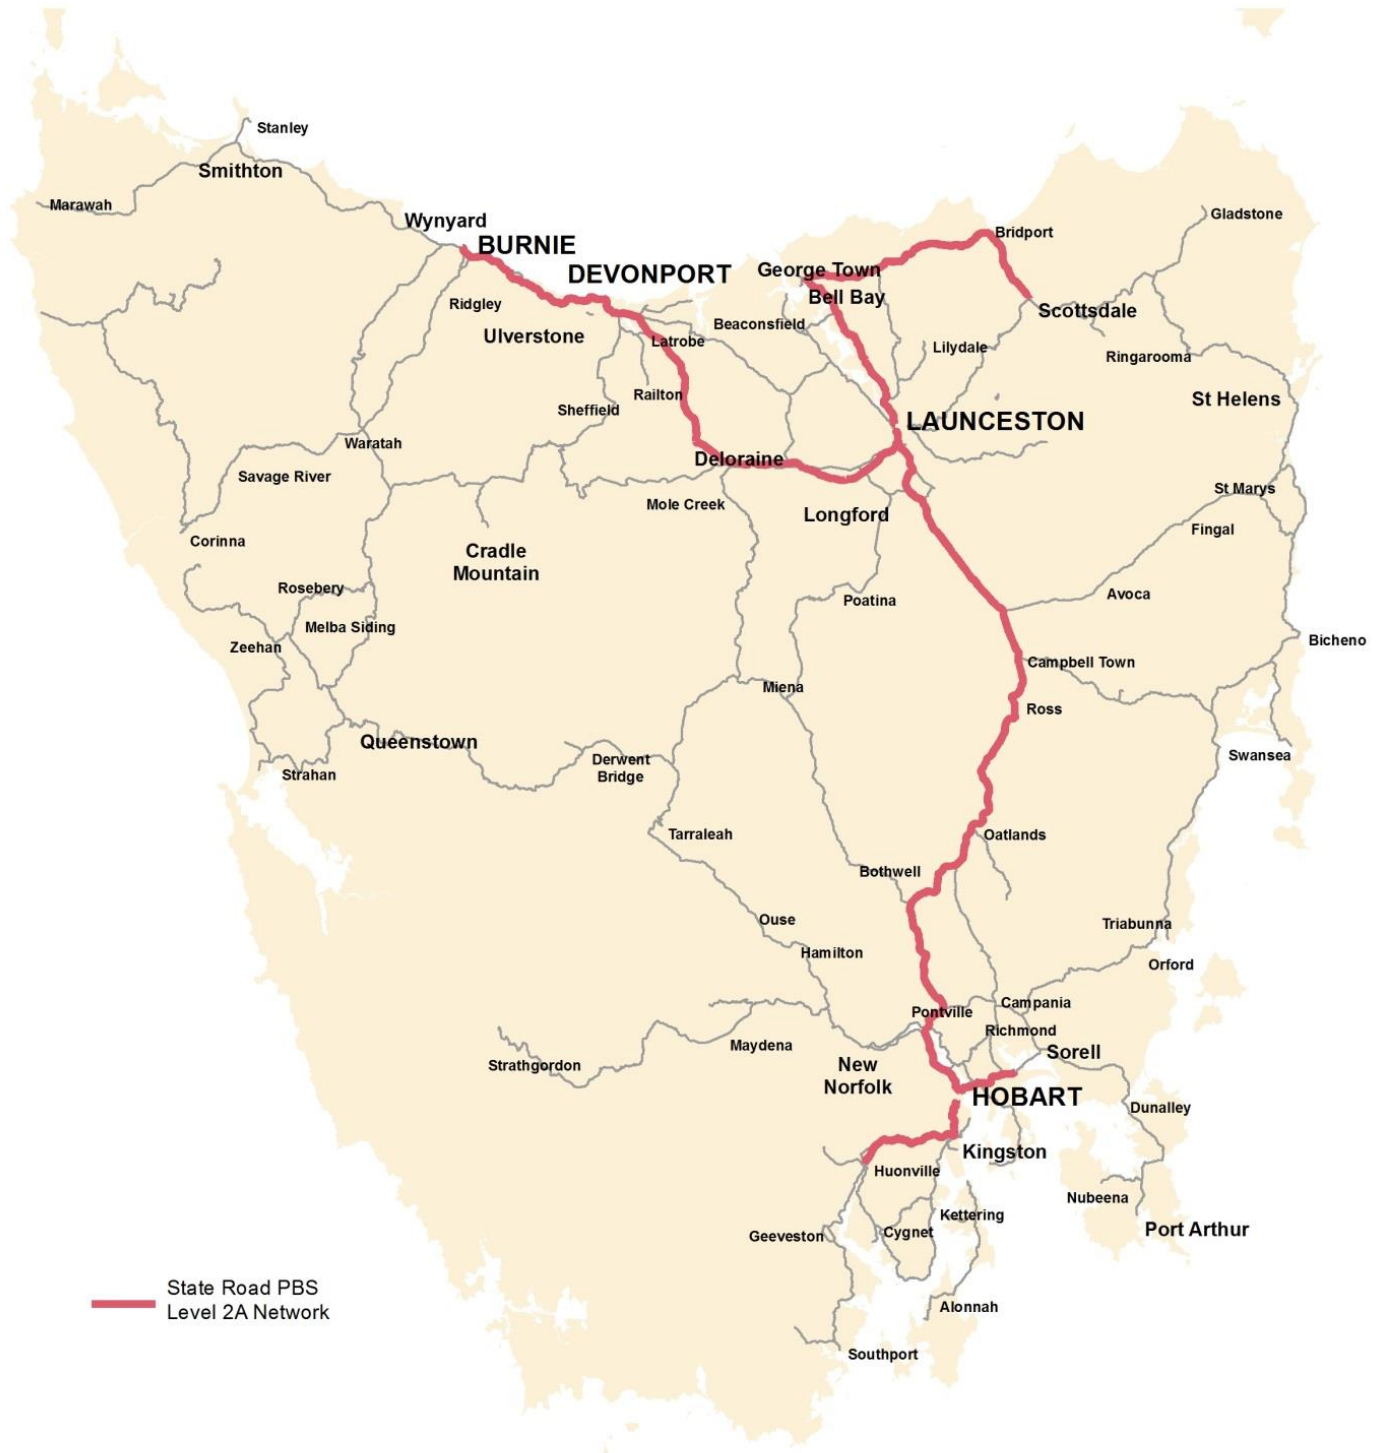 Stanley
Smithton
Marawah
Gladstone
Wynyard
Bridport
BURNIE
DEVONPORT
George Town
Bell Bay
Ridgley
Scottsdale
Beaconsfield
Ulverstone
Latrobe
Lilydale
Ringarooma
Railton
St Helens
Sheffield
LAUNCESTON
Waratah
Deloraine
Savage River
St Marys
Mole Creek
Longford
Fingal
Corinna
Cradle
Mountain
Rosebery
Avoca
Poatina
Melba Siding
Bicheno
Zeehan
Campbell Town
Miena
Ross
Queenstown
Swansea
Derwent
Bridge
Strahan
Tarraleah
Oatlands
Bothwell
Ouse
Triabunna
Hamilton
Orford
Campania
Pontville
Richmond
Maydena
Sorell
Strathgordon
New
Norfolk
HOBART
Dunalley
Kingston
Huonville
Nubeena
Kettering
Port Arthur
Cygnet
Geeveston
State Road PBS
Level 2A Network
Alonnah
Southport